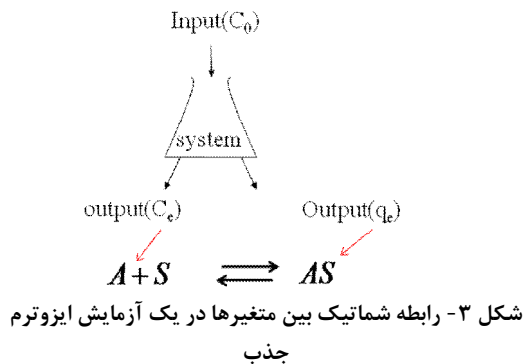 Input(C₀)
system
output(Cₑ) Output(qₑ)
A+S ⇌ AS
شکل ۳- رابطه شماتیک بین متغیرها در یک آزمایش ایزوترم
جذب